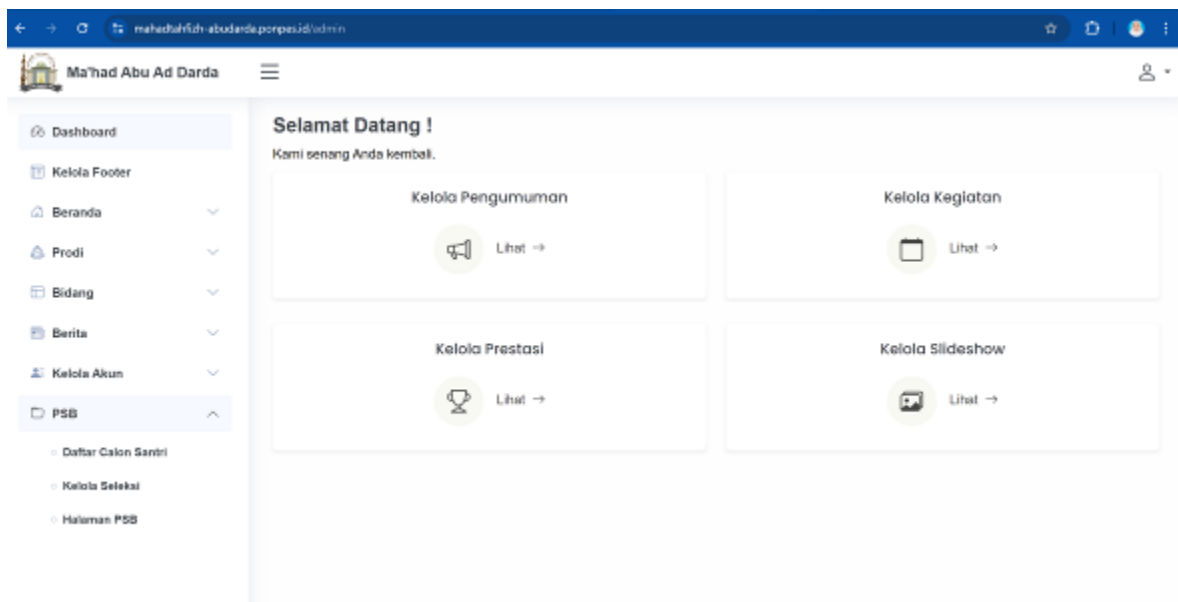 mahadtahfizh-abudarda.ponpes.id/admin
Ma'had Abu Ad Darda
Dashboard
Kelola Footer
Beranda
Prodi
Bidang
Berita
Kelola Akun
PSB
Daftar Calon Santri
Kelola Seleksi
Halaman PSB
Selamat Datang !
Kami senang Anda kembali.
Kelola Pengumuman
Lihat →
Kelola Kegiatan
Lihat →
Kelola Prestasi
Lihat →
Kelola Slideshow
Lihat →